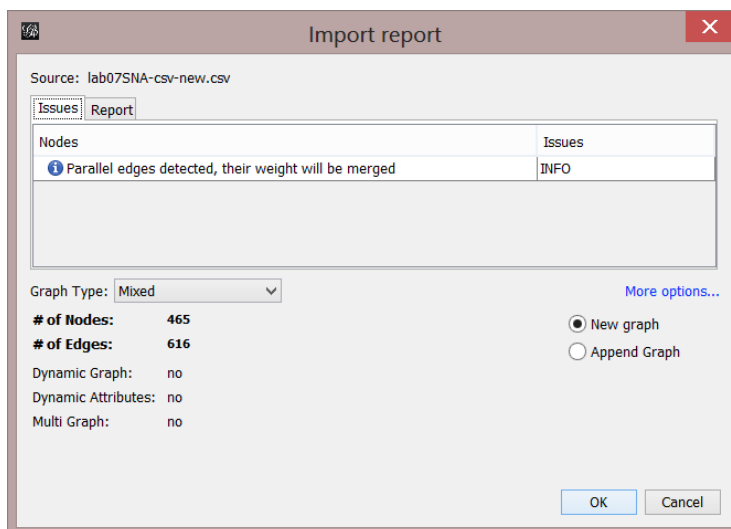 Import report
Source: lab07SNA-csv-new.csv
Issues Report
Nodes Issues
Parallel edges detected, their weight will be merged INFO
Graph Type: Mixed More options...
# of Nodes: 465 New graph
# of Edges: 616 Append Graph
Dynamic Graph: no
Dynamic Attributes: no
Multi Graph: no
OK Cancel